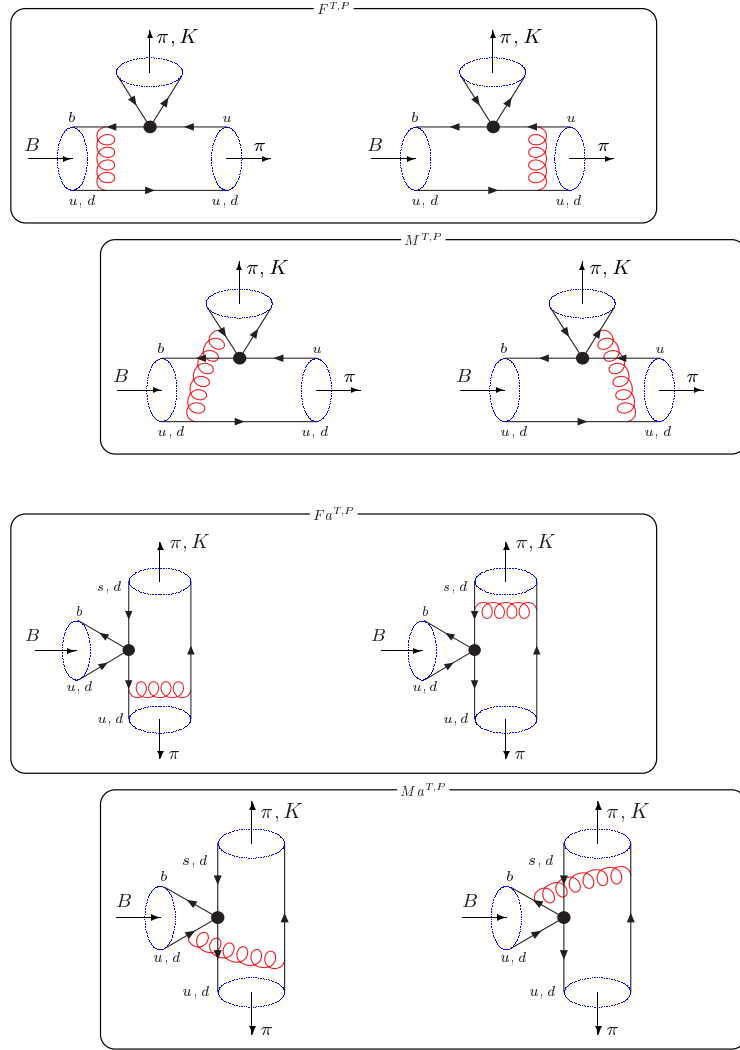 F^{T,P}
π, K π, K
b u b u
B π B π
u, d u, d u, d u, d
M^{T,P}
π, K π, K
b u b u
B π B π
u, d u, d u, d u, d
Fa^{T,P}
π, K π, K
s, d s, d
b b
B B
u, d u, d
u, d u, d
π π
Ma^{T,P}
π, K π, K
s, d s, d
b b
B B
u, d u, d
u, d u, d
π π